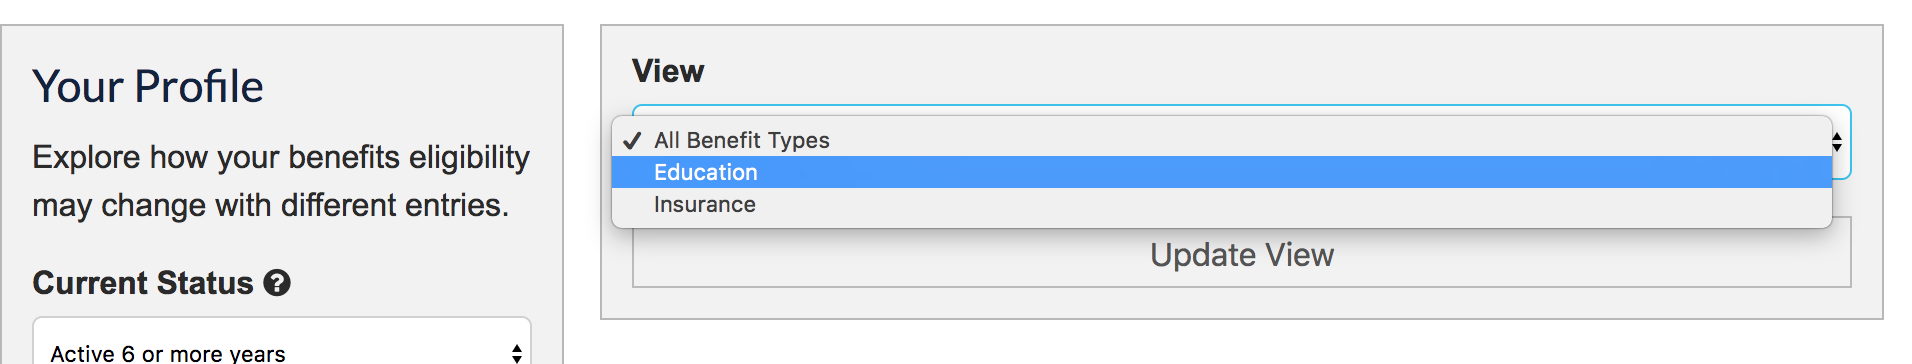 Your Profile
Explore how your benefits eligibility
may change with different entries.
Current Status
Active 6 or more years
View
All Benefit Types
Education
Insurance
Update View